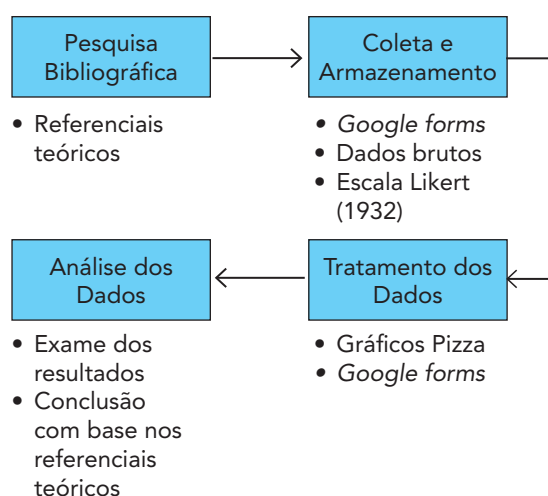 Pesquisa
Bibliográfica
• Referenciais
teóricos
Coleta e
Armazenamento
• Google forms
• Dados brutos
• Escala Likert
(1932)
Tratamento dos
Dados
• Gráficos Pizza
• Google forms
Análise dos
Dados
• Exame dos
resultados
• Conclusão
com base nos
referenciais
teóricos